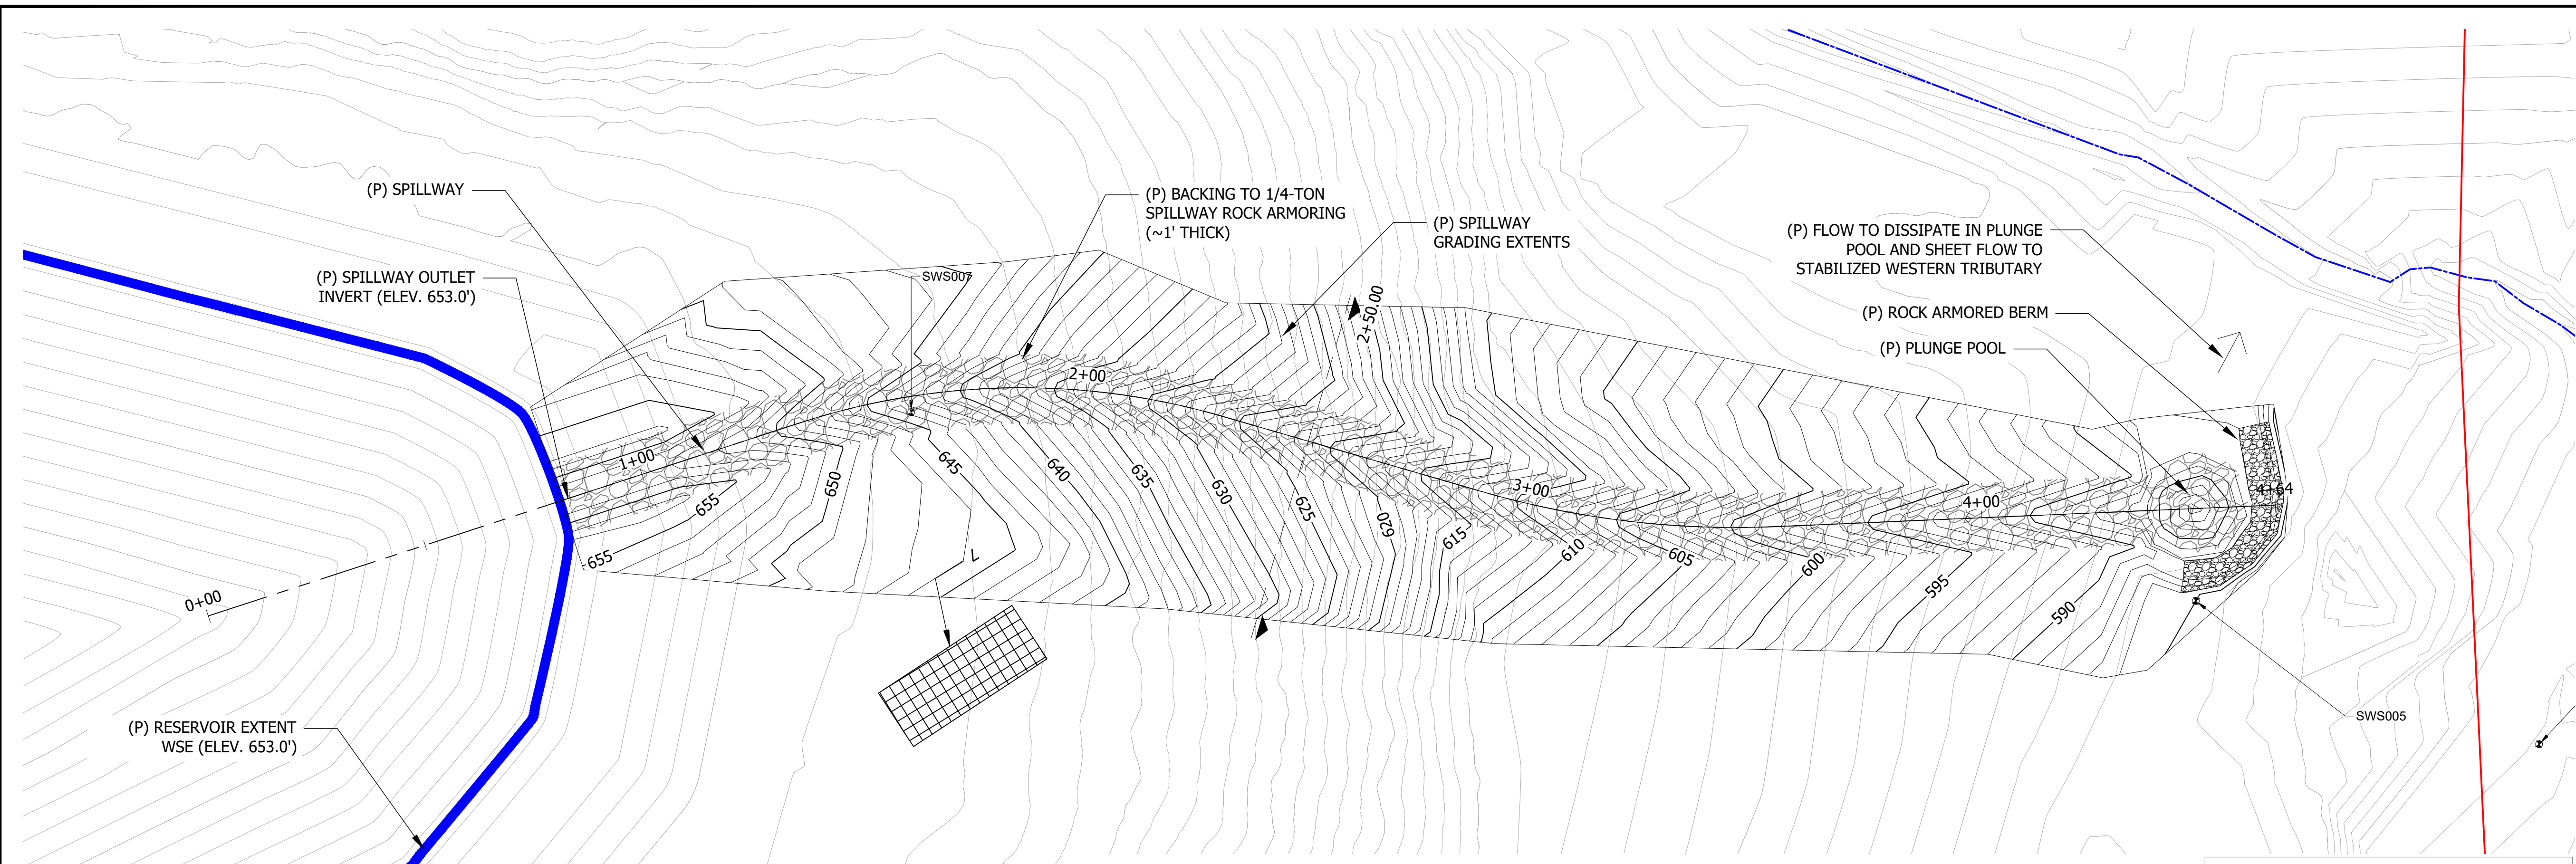 (P) SPILLWAY
(P) SPILLWAY OUTLET
INVERT (ELEV. 653.0')
(P) BACKING TO 1/4-TON
SPILLWAY ROCK ARMORING
(~1' THICK)
(P) SPILLWAY
GRADING EXTENTS
(P) FLOW TO DISSIPATE IN PLUNGE
POOL AND SHEET FLOW TO
STABILIZED WESTERN TRIBUTARY
(P) ROCK ARMORED BERM
(P) PLUNGE POOL
SWS007
2+50.00
0+00
1+00
2+00
3+00
4+00
4+64
655
655
650
645
640
635
630
625
620
615
610
605
600
595
590
7
SWS005
(P) RESERVOIR EXTENT
WSE (ELEV. 653.0')